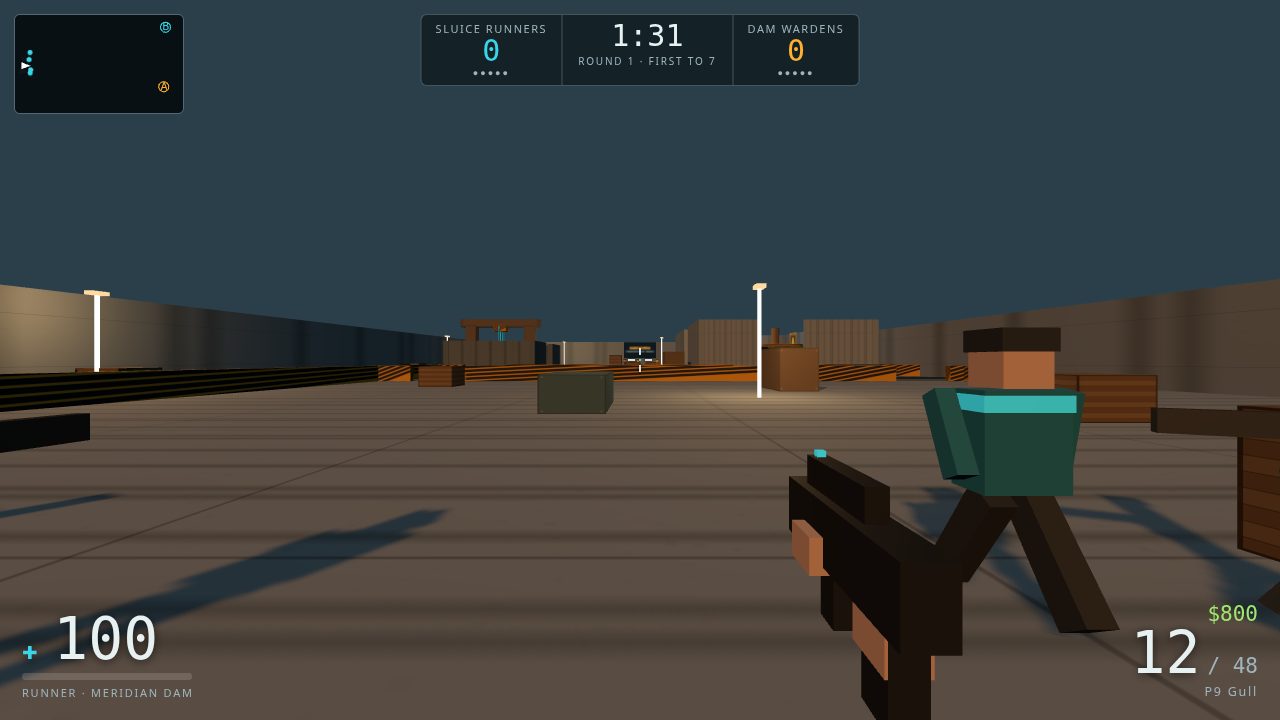 B
A
SLUICE RUNNERS
0
1:31
ROUND 1 · FIRST TO 7
DAM WARDENS
0
$800
+ 100
12 / 48
RUNNER · MERIDIAN DAM
P9 Gull